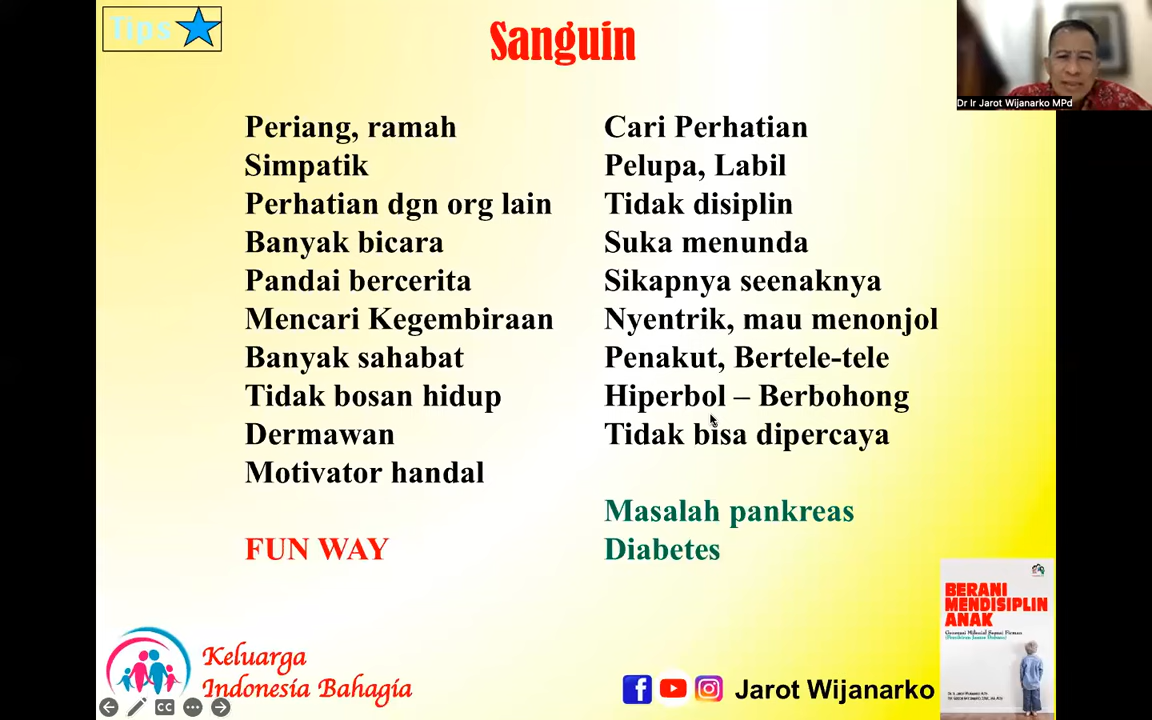 Tips
Sanguin
Dr Ir Jarot Wijanarko MPd
Periang, ramah
Simpatik
Perhatian dgn org lain
Banyak bicara
Pandai bercerita
Mencari Kegembiraan
Banyak sahabat
Tidak bosan hidup
Dermawan
Motivator handal
FUN WAY
Cari Perhatian
Pelupa, Labil
Tidak disiplin
Suka menunda
Sikapnya seenaknya
Nyentrik, mau menonjol
Penakut, Bertele-tele
Hiperbol – Berbohong
Tidak bisa dipercaya
Masalah pankreas
Diabetes
Keluarga
Indonesia Bahagia
CC
Jarot Wijanarko
BERANI
MENDISIPLIN
ANAK